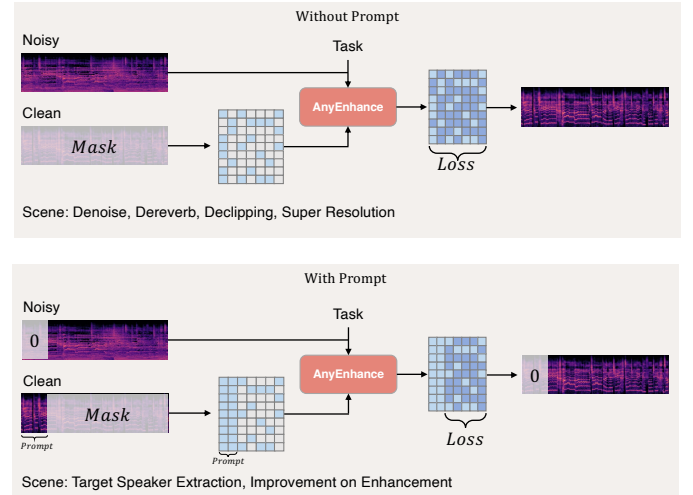 Without Prompt
Noisy
Task
Clean
AnyEnhance
Mask
Loss
Scene: Denoise, Dereverb, Declipping, Super Resolution
With Prompt
Noisy
Task
0
Clean
AnyEnhance
0
Mask
Loss
Prompt
Prompt
Scene: Target Speaker Extraction, Improvement on Enhancement